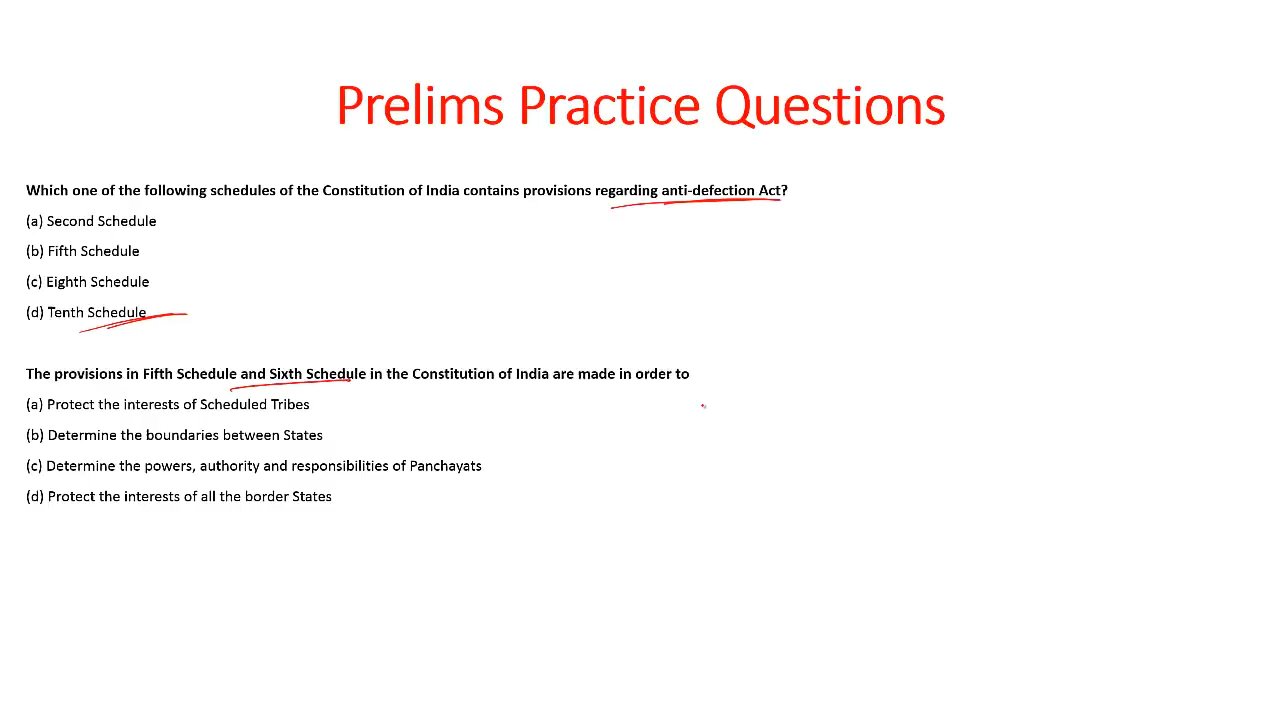 Prelims Practice Questions
Which one of the following schedules of the Constitution of India contains provisions regarding anti-defection Act?
(a) Second Schedule
(b) Fifth Schedule
(c) Eighth Schedule
(d) Tenth Schedule
The provisions in Fifth Schedule and Sixth Schedule in the Constitution of India are made in order to
(a) Protect the interests of Scheduled Tribes
(b) Determine the boundaries between States
(c) Determine the powers, authority and responsibilities of Panchayats
(d) Protect the interests of all the border States